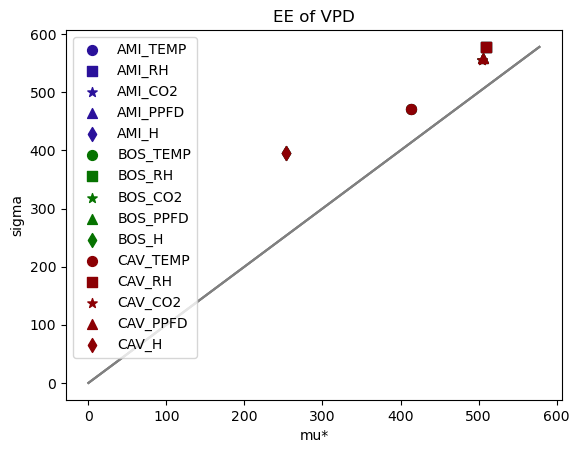 EE of VPD
600
500
400
300
200
100
0
sigma
AMI_TEMP
AMI_RH
AMI_CO2
AMI_PPFD
AMI_H
BOS_TEMP
BOS_RH
BOS_CO2
BOS_PPFD
BOS_H
CAV_TEMP
CAV_RH
CAV_CO2
CAV_PPFD
CAV_H
0 100 200 300 400 500 600
mu*